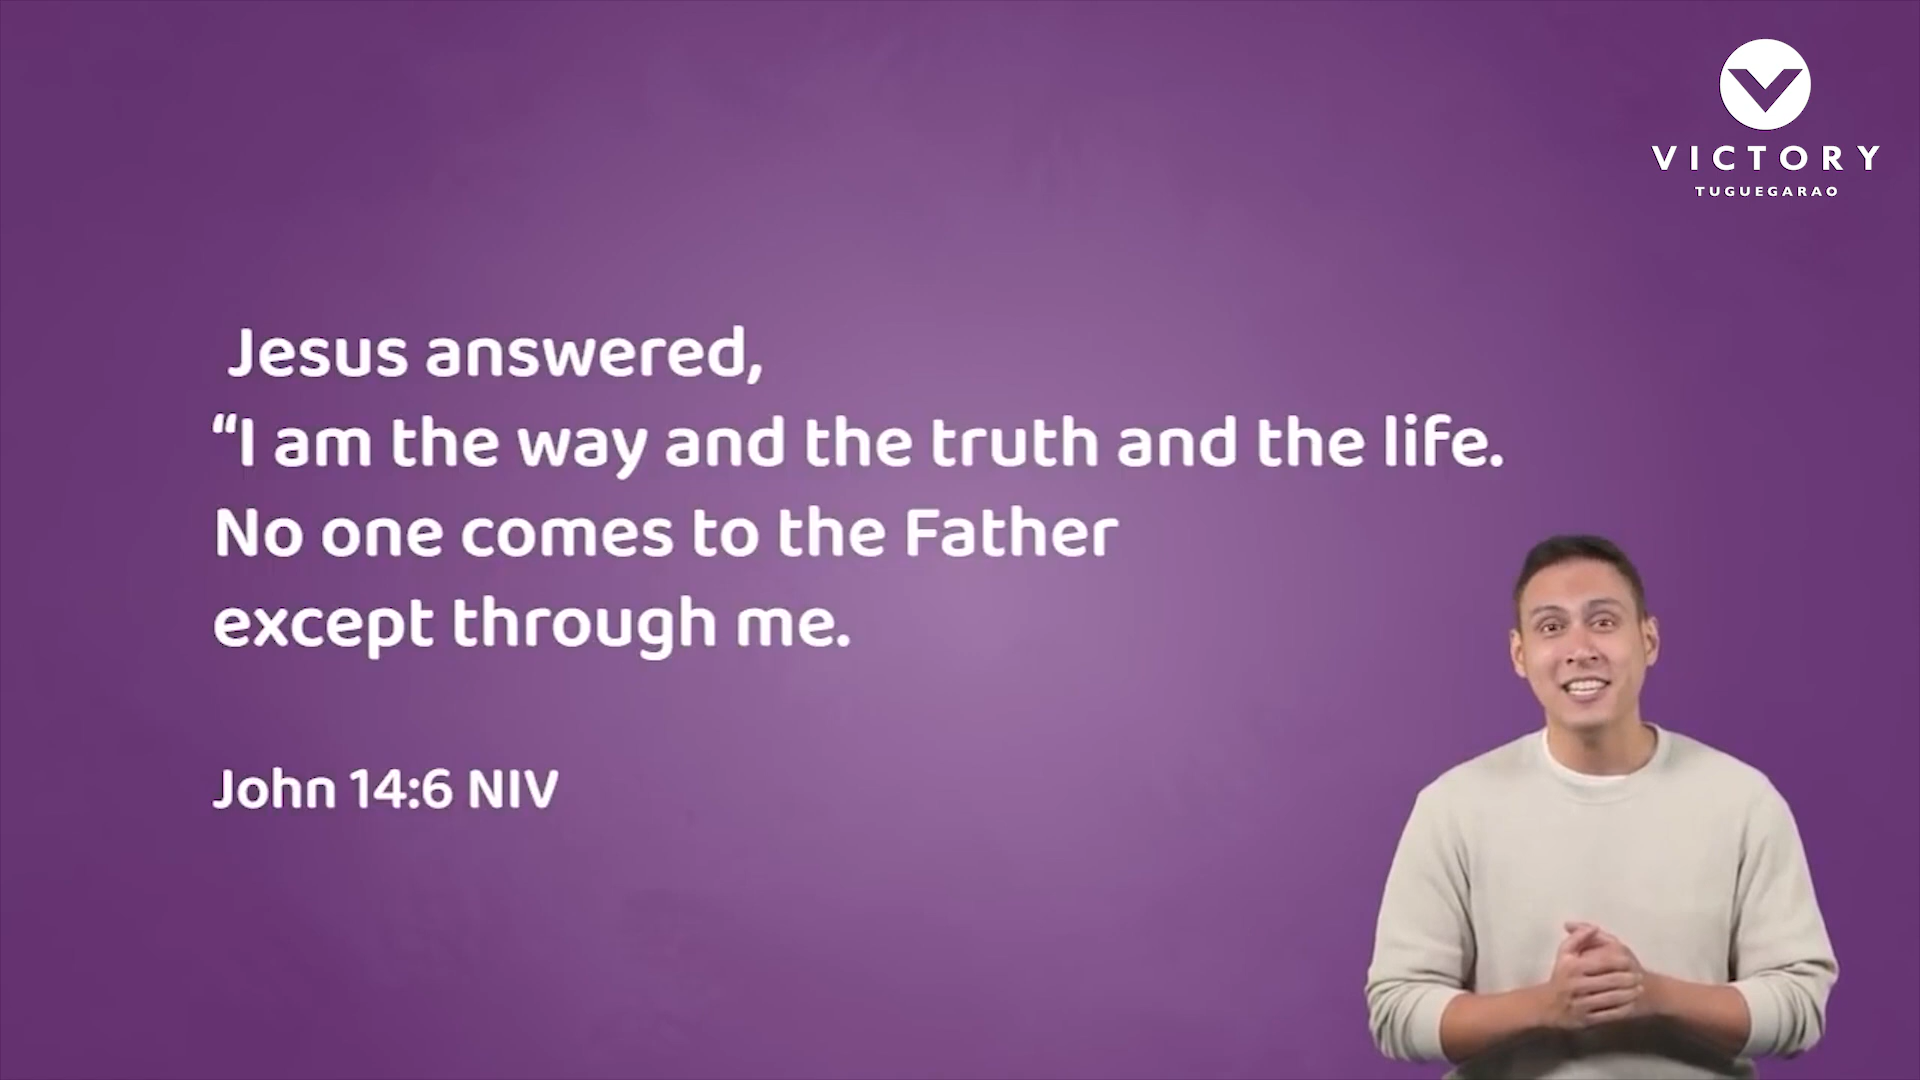 VICTORY
TUGUEGARAO
Jesus answered,
“I am the way and the truth and the life.
No one comes to the Father
except through me.
John 14:6 NIV